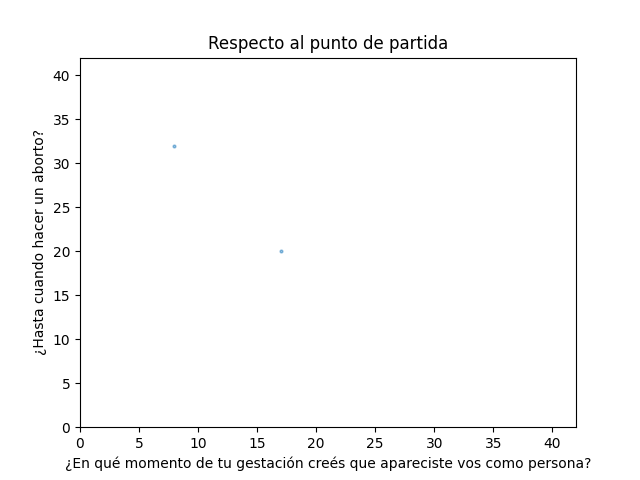 Respecto al punto de partida
40
35
30
25
20
15
10
5
0
¿Hasta cuando hacer un aborto?
0 5 10 15 20 25 30 35 40
¿En qué momento de tu gestación creés que apareciste vos como persona?